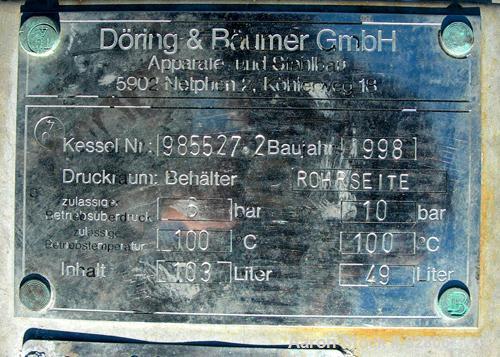 Döring & Bäumer GmbH
Apparate- und Stahlbau
5902 Netphen 2, Köhlerweg 18
Kessel Nr.: 985527.2 Baujahr 1998
Druckraum: Behälter ROHRSEITE
zulässiger Betriebsüberdruck 6 bar 10 bar
zulässige Betriebstemperatur 100 °C 100 °C
Inhalt 103 Liter 49 Liter